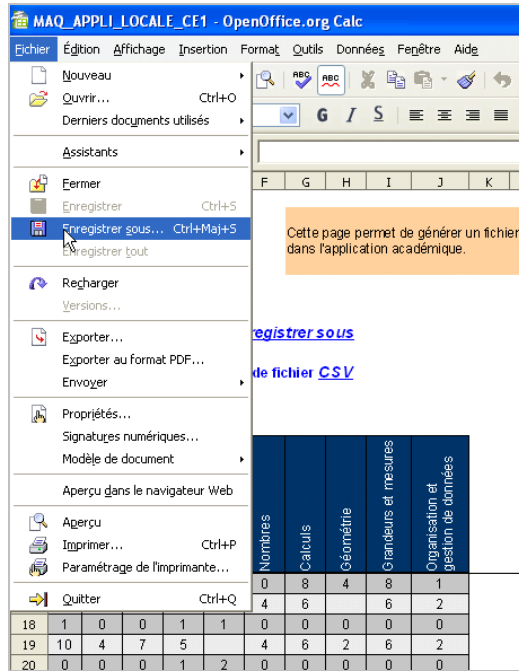 MAQ_APPLI_LOCALE_CE1 - OpenOffice.org Calc
Fichier Édition Affichage Insertion Format Outils Données Fenêtre Aide
Nouveau
Ouvrir... Ctrl+O
Derniers documents utilisés
G I S
Assistants
Fermer
F G H I J K
Enregistrer Ctrl+S
Enregistrer sous... Ctrl+Maj+S
Cette page permet de générer un fichier
Enregistrer tout
dans l'application académique.
Recharger
Versions...
Exporter...
egistrer sous
Exporter au format PDF...
de fichier CSV
Envoyer
Propriétés...
Signatures numériques...
Modèle de document
Aperçu dans le navigateur Web
Aperçu
Imprimer... Ctrl+P
Paramétrage de l'imprimante...
Quitter Ctrl+Q
Nombres
Calculs
Géométrie
Grandeurs et mesures
Organisation et
gestion de données
0 8 4 8 1
4 6 6 2
18 1 0 0 1 1 0 0 0 0 0
19 10 4 7 5 4 6 2 6 2
20 0 0 0 1 2 0 0 0 0 0